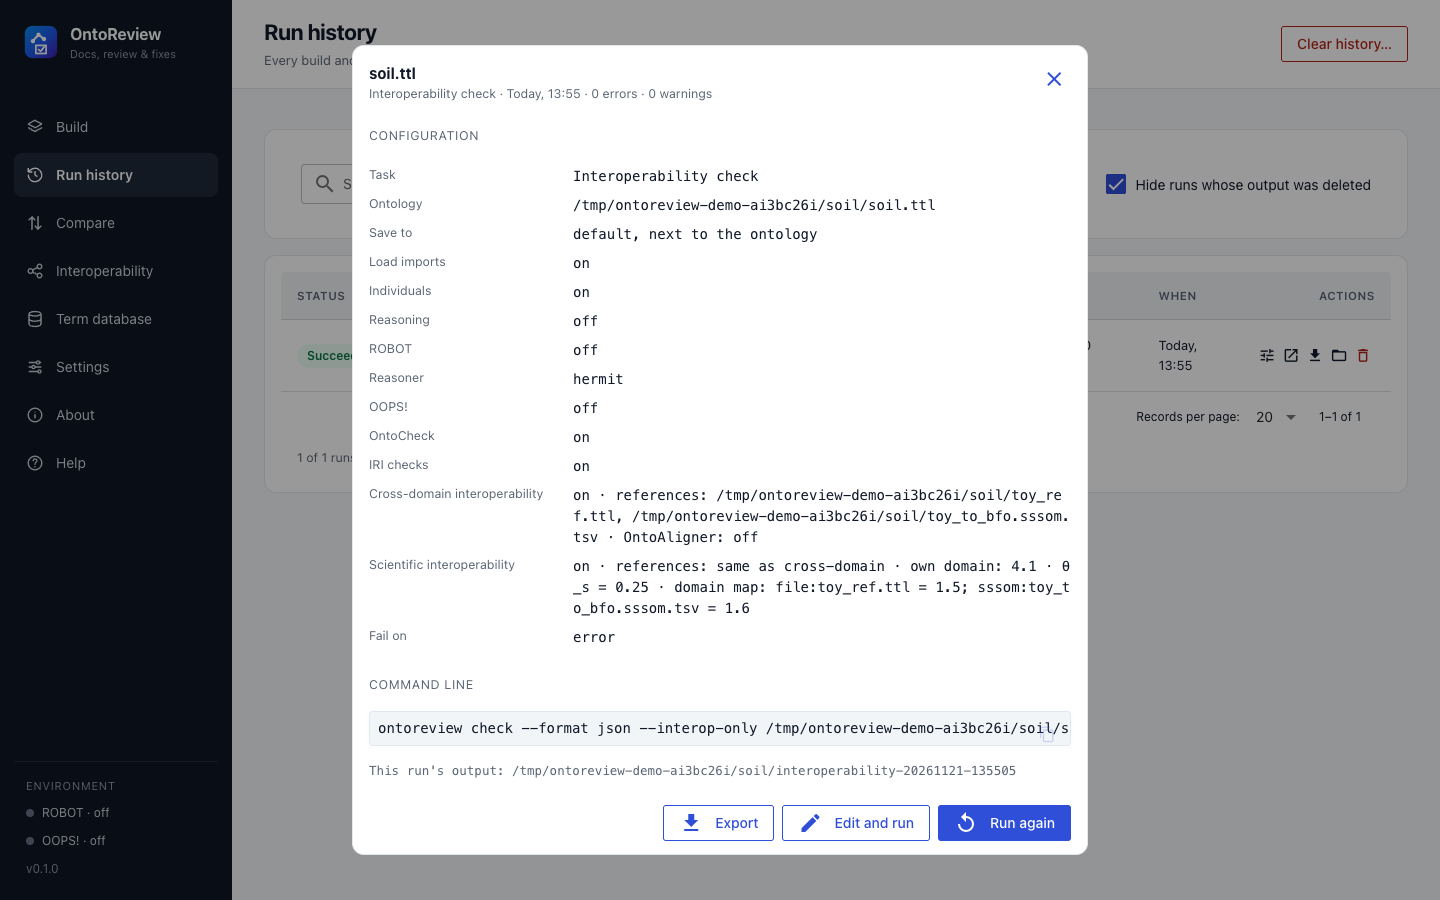 OntoReview
Docs, review & fixes
Build
Run history
Compare
Interoperability
Term database
Settings
About
Help
ENVIRONMENT
ROBOT · off
OOPS! · off
v0.1.0
Run history
Every build and
Clear history...
Hide runs whose output was deleted
STATUS
WHEN
ACTIONS
Today,
13:55
Records per page:
20
1–1 of 1
1 of 1 runs
soil.ttl
Interoperability check · Today, 13:55 · 0 errors · 0 warnings
CONFIGURATION
Task
Interoperability check
Ontology
/tmp/ontoreview-demo-ai3bc26i/soil/soil.ttl
Save to
default, next to the ontology
Load imports
on
Individuals
on
Reasoning
off
ROBOT
off
Reasoner
hermit
OOPS!
off
OntoCheck
on
IRI checks
on
Cross-domain interoperability
on · references: /tmp/ontoreview-demo-ai3bc26i/soil/toy_re
f.ttl, /tmp/ontoreview-demo-ai3bc26i/soil/toy_to_bfo.sssom.
tsv · OntoAligner: off
Scientific interoperability
on · references: same as cross-domain · own domain: 4.1 · θ
_s = 0.25 · domain map: file:toy_ref.ttl = 1.5; sssom:toy_t
o_bfo.sssom.tsv = 1.6
Fail on
error
COMMAND LINE
ontoreview check --format json --interop-only /tmp/ontoreview-demo-ai3bc26i/soil/s
This run's output: /tmp/ontoreview-demo-ai3bc26i/soil/interoperability-20261121-135505
Export
Edit and run
Run again